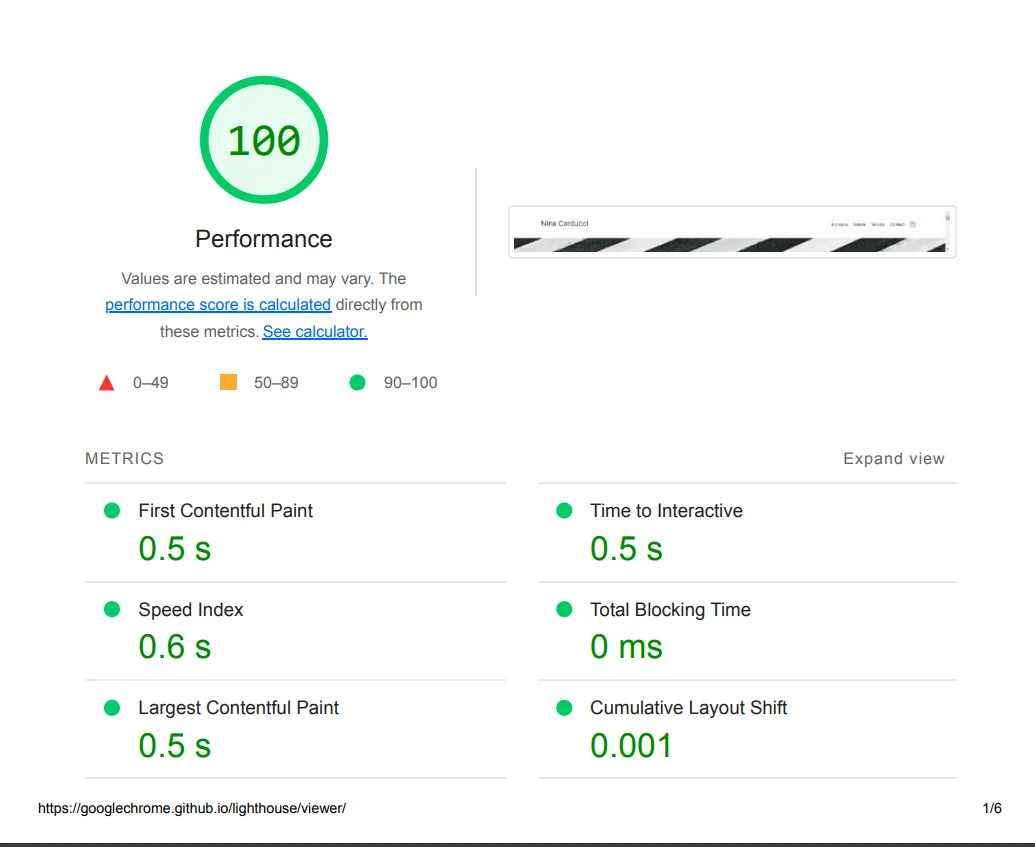 100
Performance
Values are estimated and may vary. The
performance score is calculated directly from
these metrics. See calculator.
0–49
50–89
90–100
Nina Carducci
À propos Galerie Service Contact
METRICS
Expand view
First Contentful Paint
0.5 s
Time to Interactive
0.5 s
Speed Index
0.6 s
Total Blocking Time
0 ms
Largest Contentful Paint
0.5 s
Cumulative Layout Shift
0.001
https://googlechrome.github.io/lighthouse/viewer/
1/6